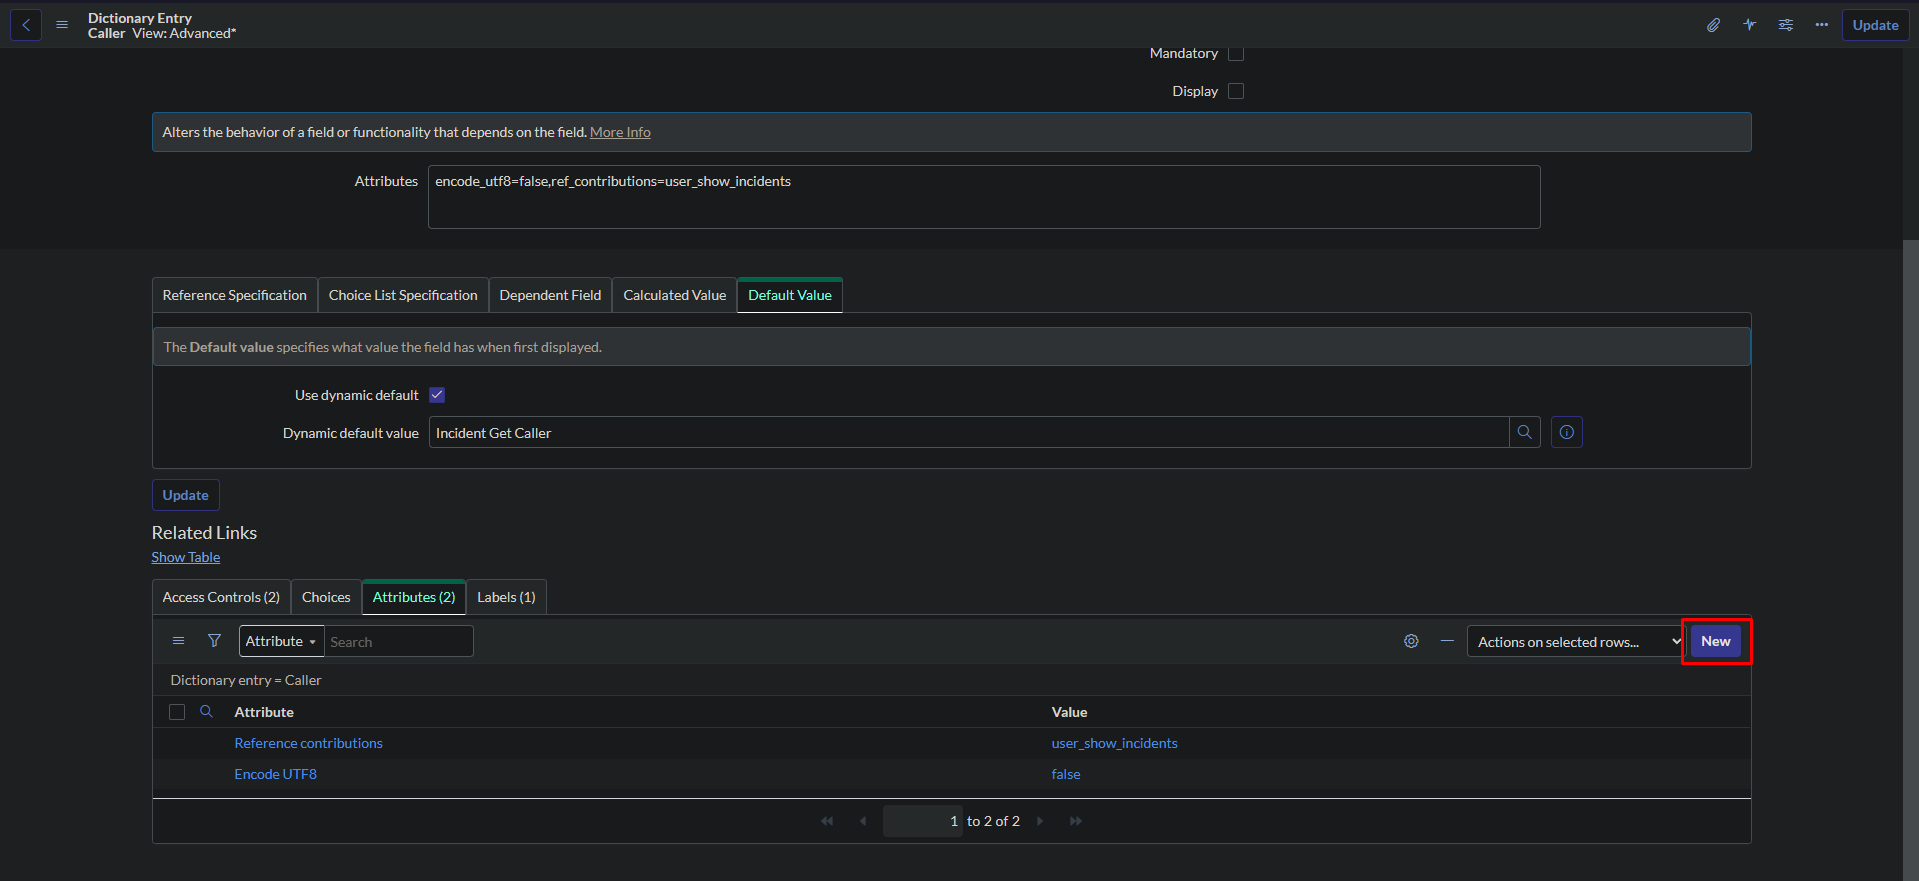 Dictionary Entry
Caller View: Advanced*
Update
Mandatory
Display
Alters the behavior of a field or functionality that depends on the field. More Info
Attributes encode_utf8=false,ref_contributions=user_show_incidents
Reference Specification Choice List Specification Dependent Field Calculated Value Default Value
The Default value specifies what value the field has when first displayed.
Use dynamic default
Dynamic default value Incident Get Caller
Update
Related Links
Show Table
Access Controls (2) Choices Attributes (2) Labels (1)
Attribute Search Actions on selected rows... New
Dictionary entry = Caller
Attribute Value
Reference contributions user_show_incidents
Encode UTF8 false
1 to 2 of 2